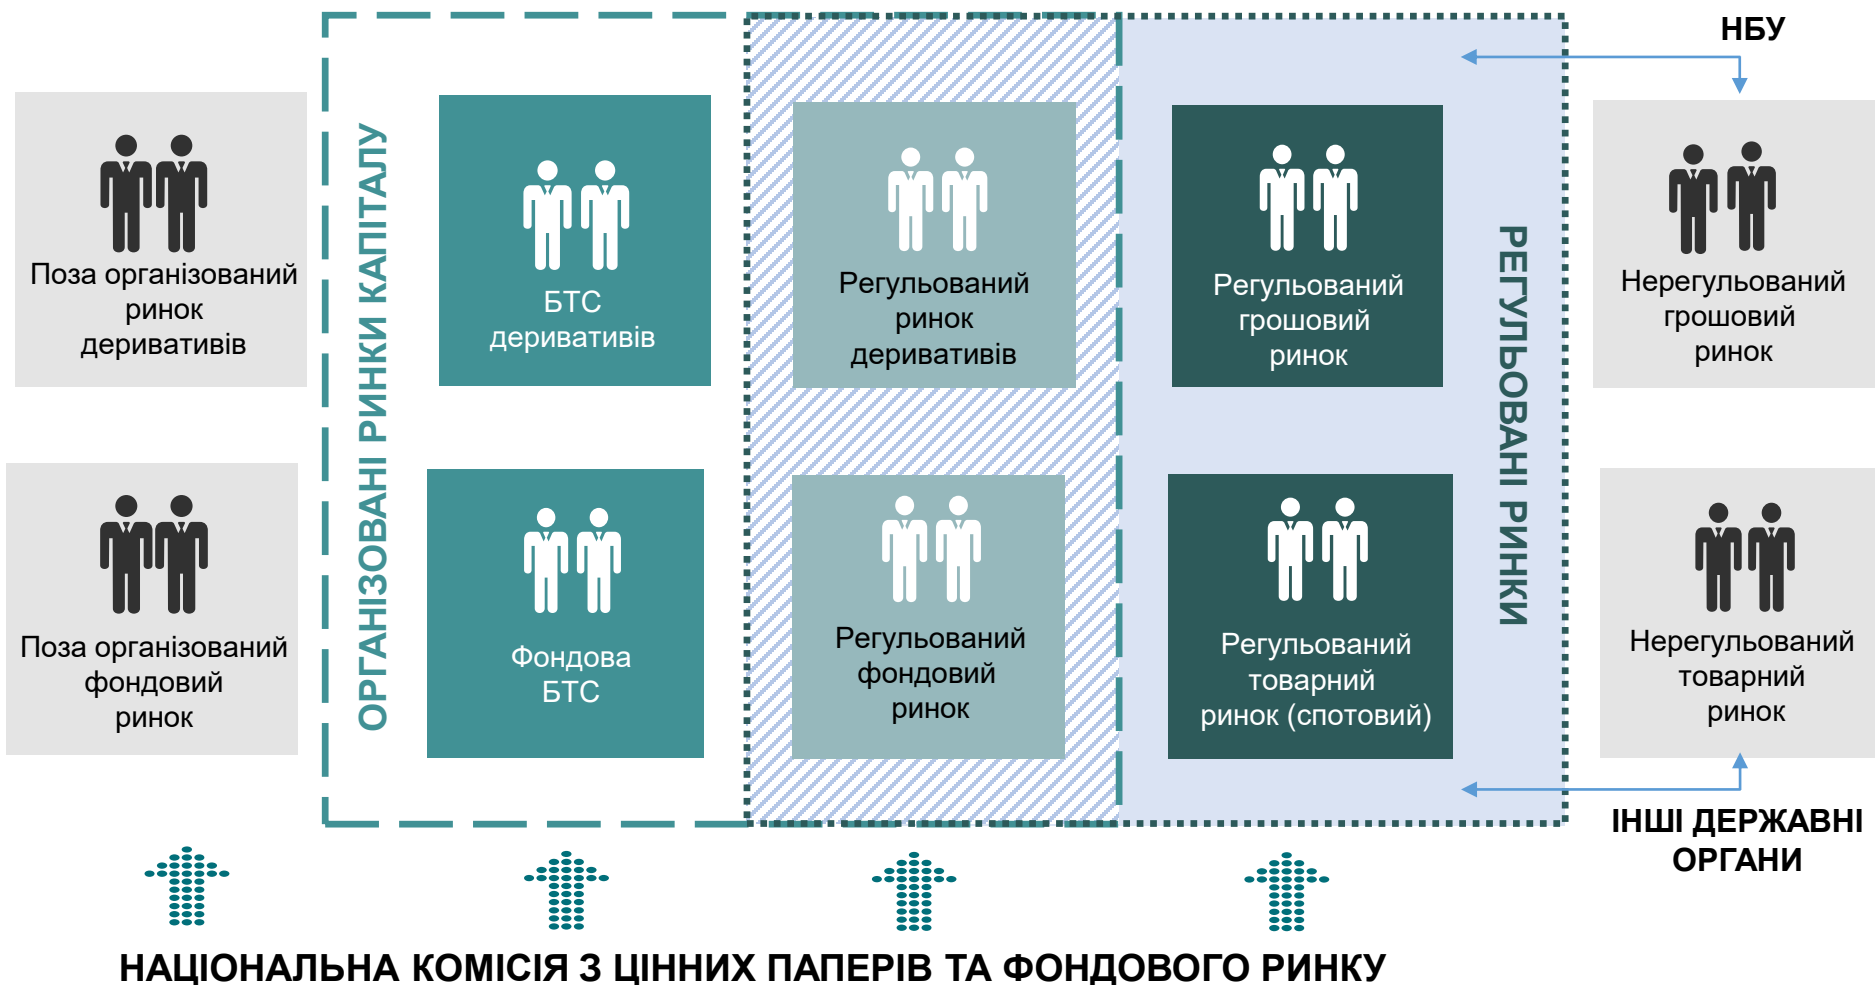 НБУ
ОРГАНІЗОВАНІ РИНКИ КАПІТАЛУ
РЕГУЛЬОВАНІ РИНКИ
Поза організований
ринок
деривативів
БТС
деривативів
Регульований
ринок
деривативів
Регульований
грошовий
ринок
Нерегульований
грошовий
ринок
Поза організований
фондовий
ринок
Фондова
БТС
Регульований
фондовий
ринок
Регульований
товарний
ринок (спотовий)
Нерегульований
товарний
ринок
ІНШІ ДЕРЖАВНІ
ОРГАНИ
НАЦІОНАЛЬНА КОМІСІЯ З ЦІННИХ ПАПЕРІВ ТА ФОНДОВОГО РИНКУ